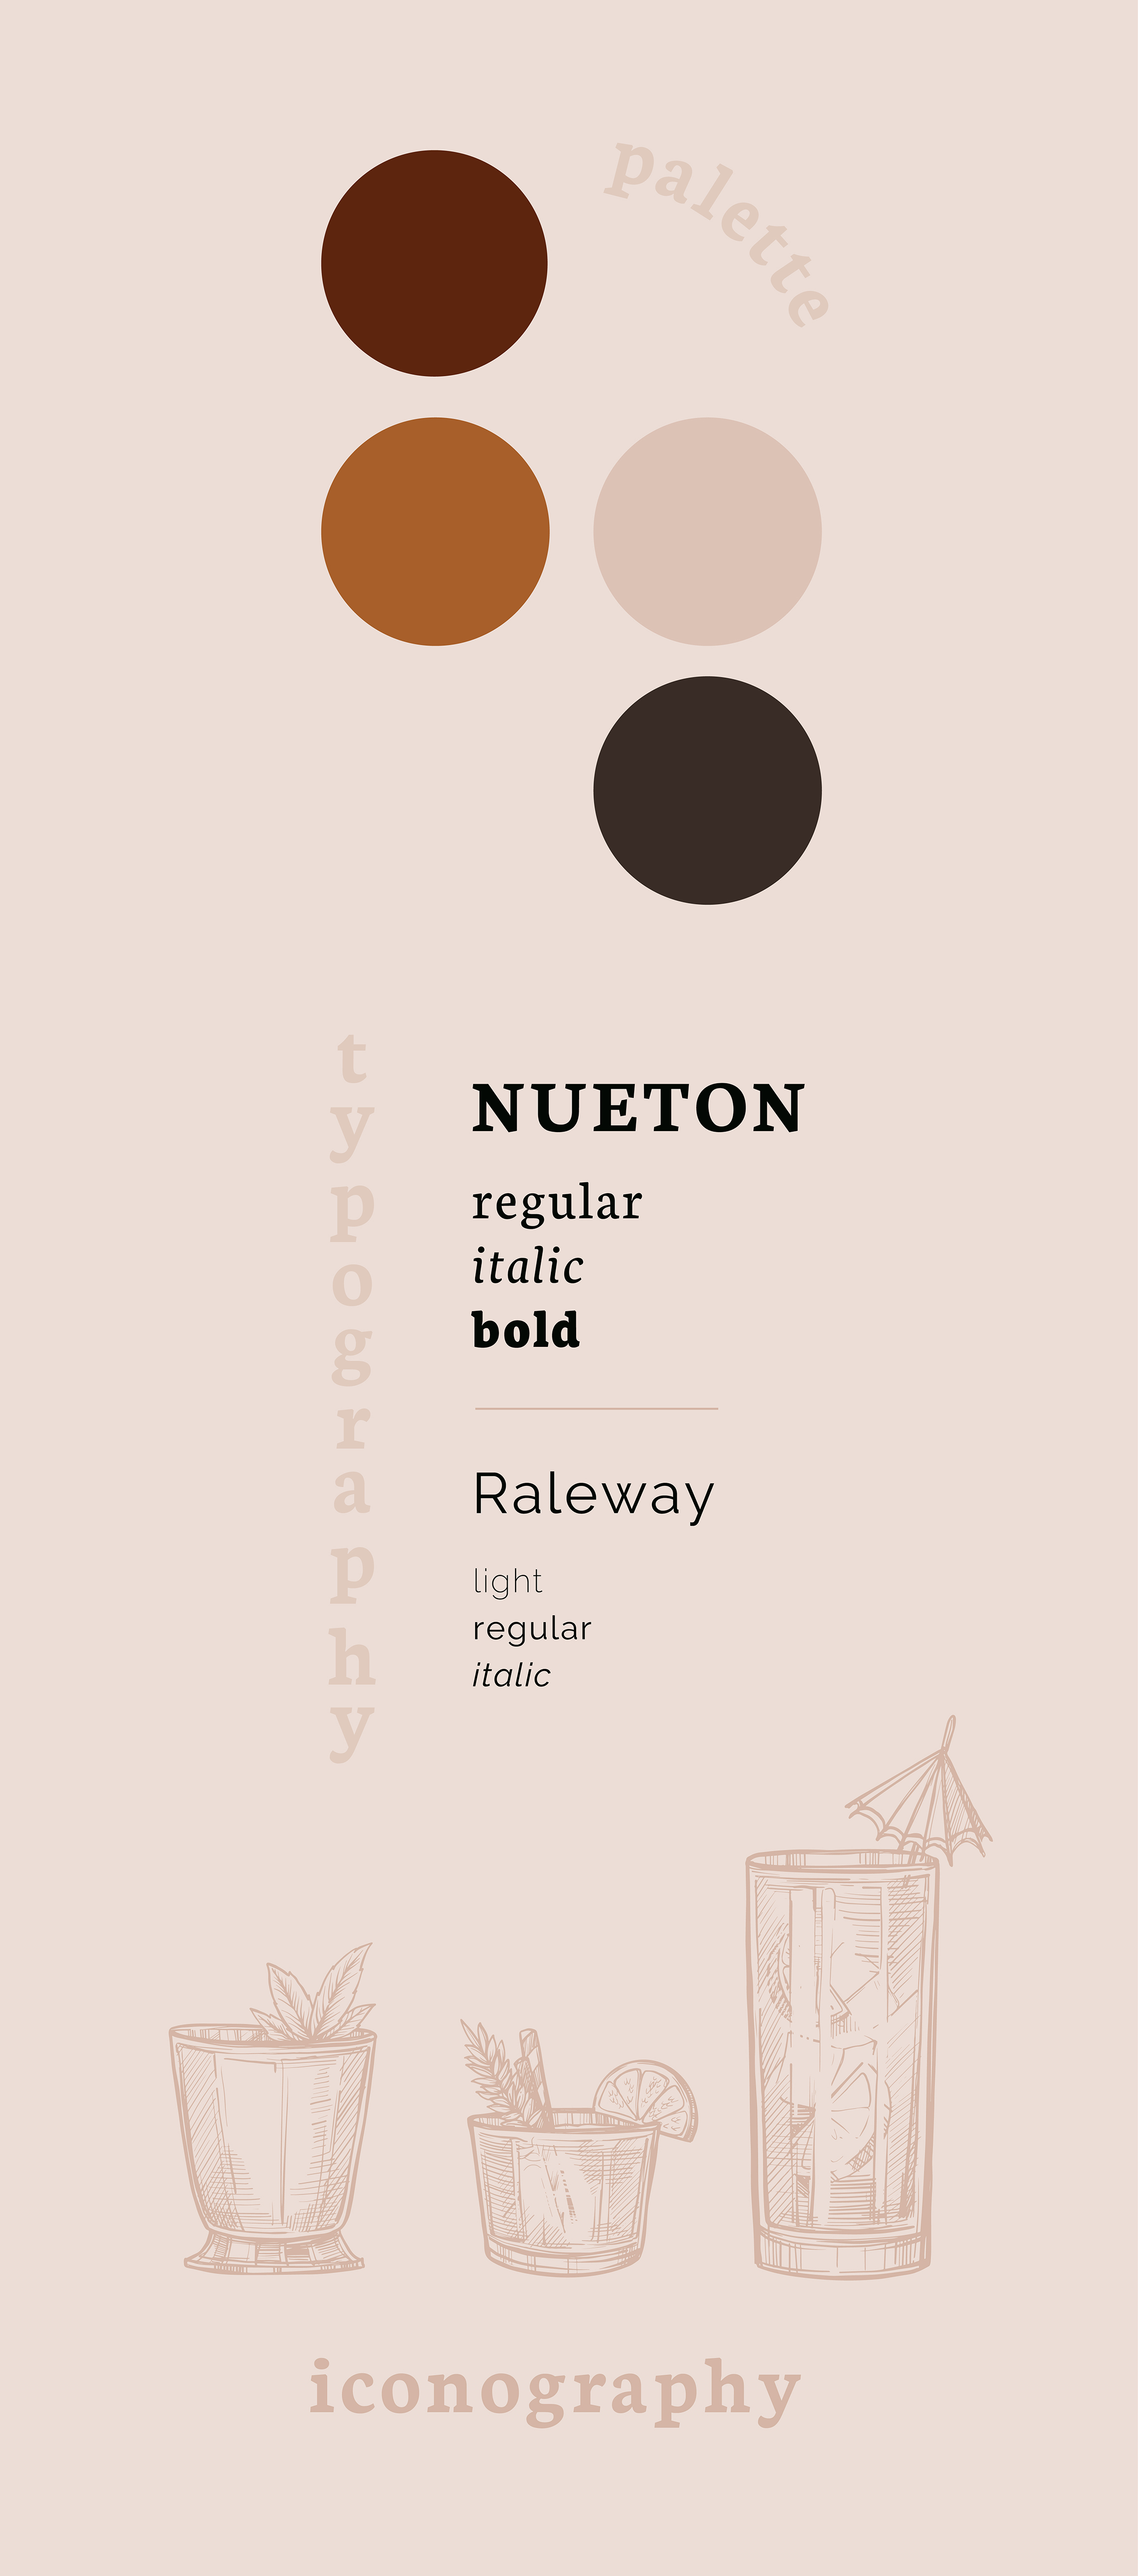 palette
typography
NUETON
regular
italic
bold
Raleway
light
regular
italic
iconography